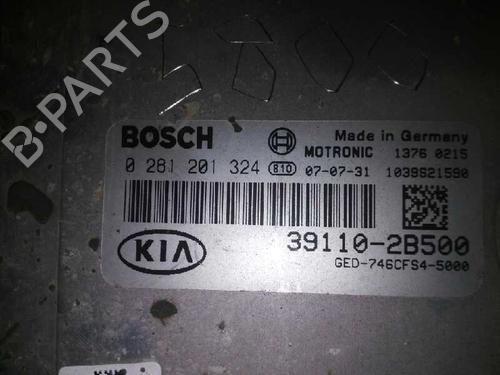 5800
BOSCH
Made in Germany
MOTRONIC 1376 0215
0 281 201 324 810 07-07-31 1039S21590
KIA
39110-2B500
GED-746CFS4-5000